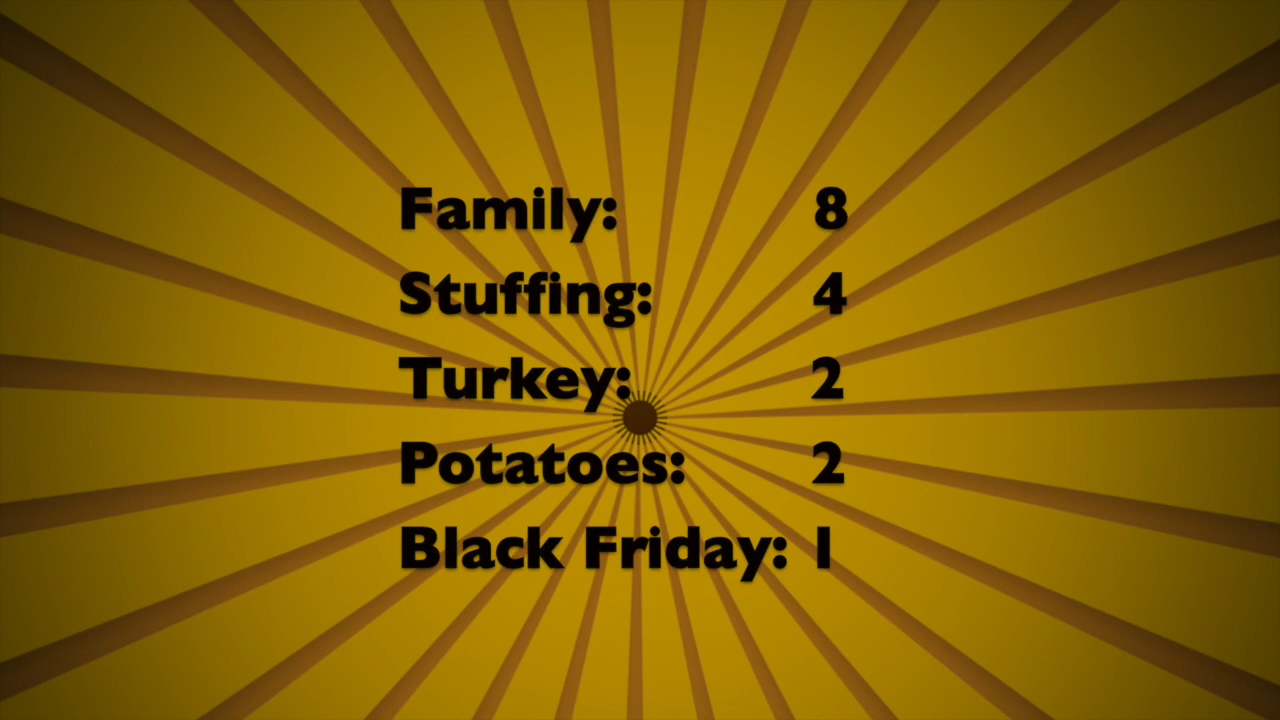 Family: 8
Stuffing: 4
Turkey: 2
Potatoes: 2
Black Friday: 1